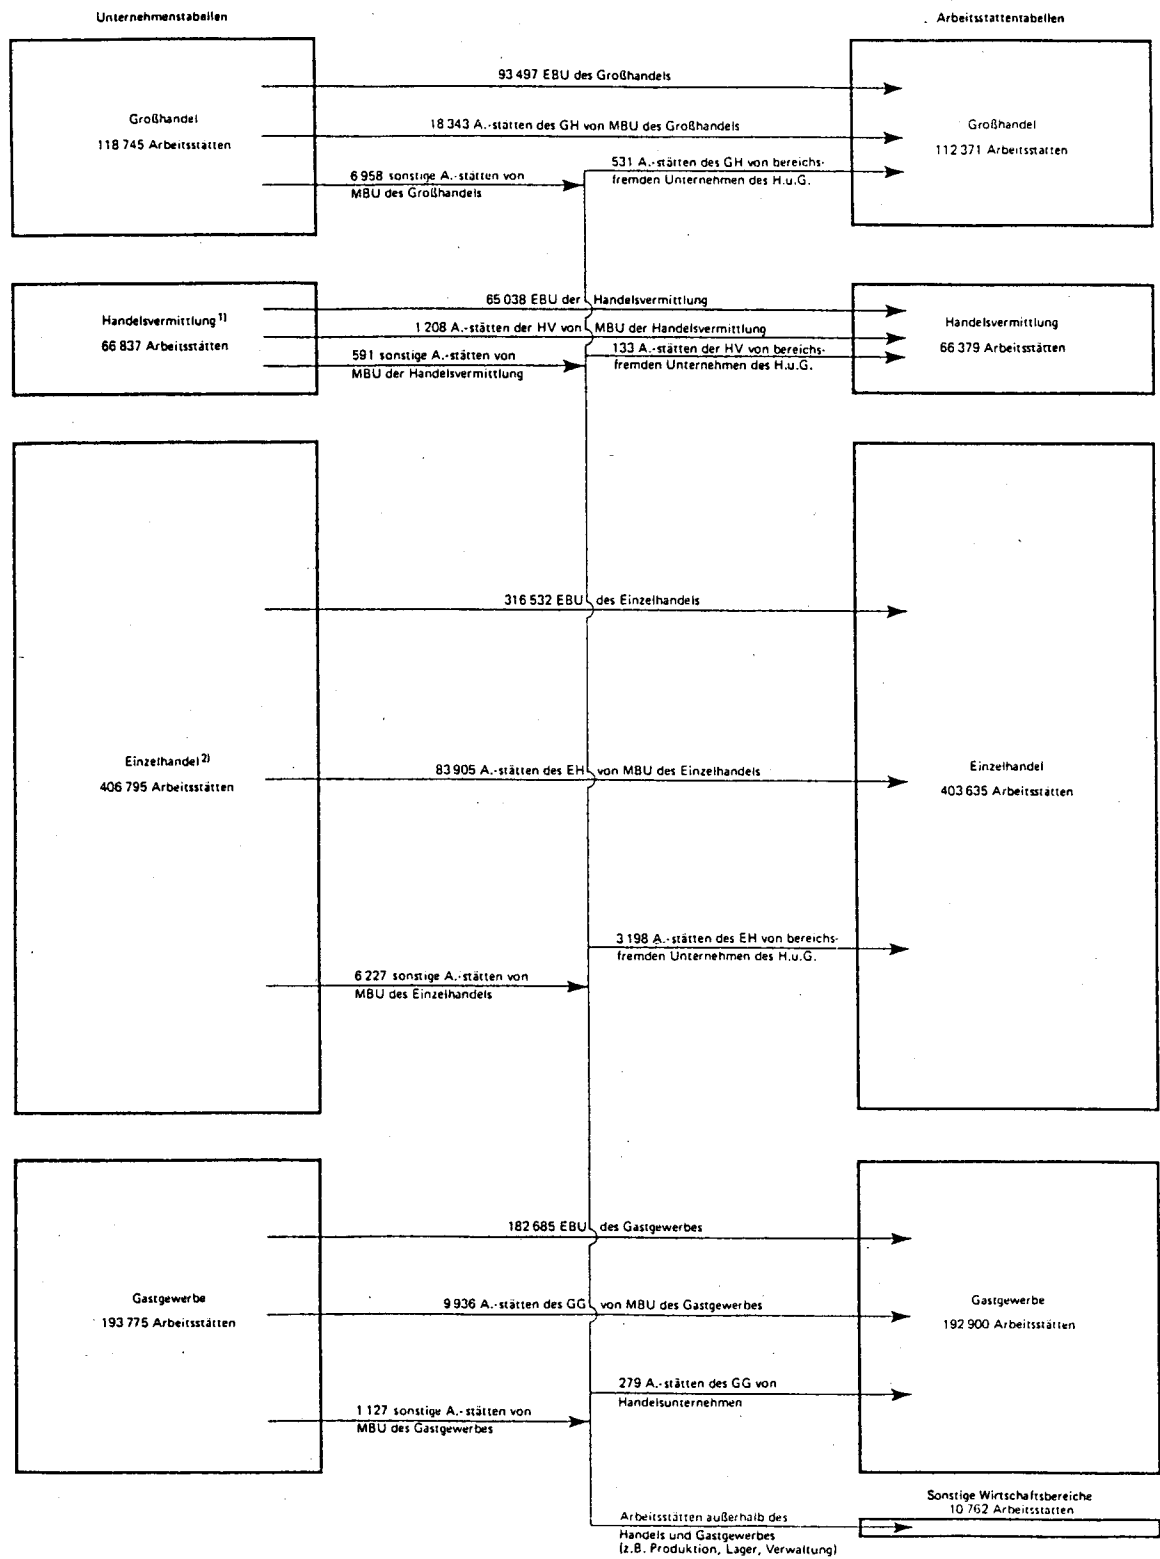 Unternehmenstabellen
Arbeitsstattentabellen
93 497 EBU des Großhandels
Großhandel
118 745 Arbeitsstätten
18 343 A.-stätten des GH von MBU des Großhandels
Großhandel
112 371 Arbeitsstätten
6 958 sonstige A.-stätten von
MBU des Großhandels
531 A.-stätten des GH von bereichs-
fremden Unternehmen des H.u.G.
65 038 EBU der Handelsvermittlung
Handelsvermittlung 1)
66 837 Arbeitsstätten
1 208 A.-stätten der HV von MBU der Handelsvermittlung
Handelsvermittlung
66 379 Arbeitsstätten
591 sonstige A.-stätten von
MBU der Handelsvermittlung
133 A.-stätten der HV von bereichs-
fremden Unternehmen des H.u.G.
316 532 EBU des Einzelhandels
Einzelhandel 2)
406 795 Arbeitsstätten
83 905 A.-stätten des EH von MBU des Einzelhandels
Einzelhandel
403 635 Arbeitsstätten
3 198 A.-stätten des EH von bereichs-
fremden Unternehmen des H.u.G.
6 227 sonstige A.-stätten von
MBU des Einzelhandels
182 685 EBU des Gastgewerbes
Gastgewerbe
193 775 Arbeitsstätten
9 936 A.-stätten des GG von MBU des Gastgewerbes
Gastgewerbe
192 900 Arbeitsstätten
279 A.-stätten des GG von
Handelsunternehmen
1 127 sonstige A.-stätten von
MBU des Gastgewerbes
Sonstige Wirtschaftsbereiche
10 762 Arbeitsstätten
Arbeitsstätten außerhalb des
Handels und Gastgewerbes
(z.B. Produktion, Lager, Verwaltung)